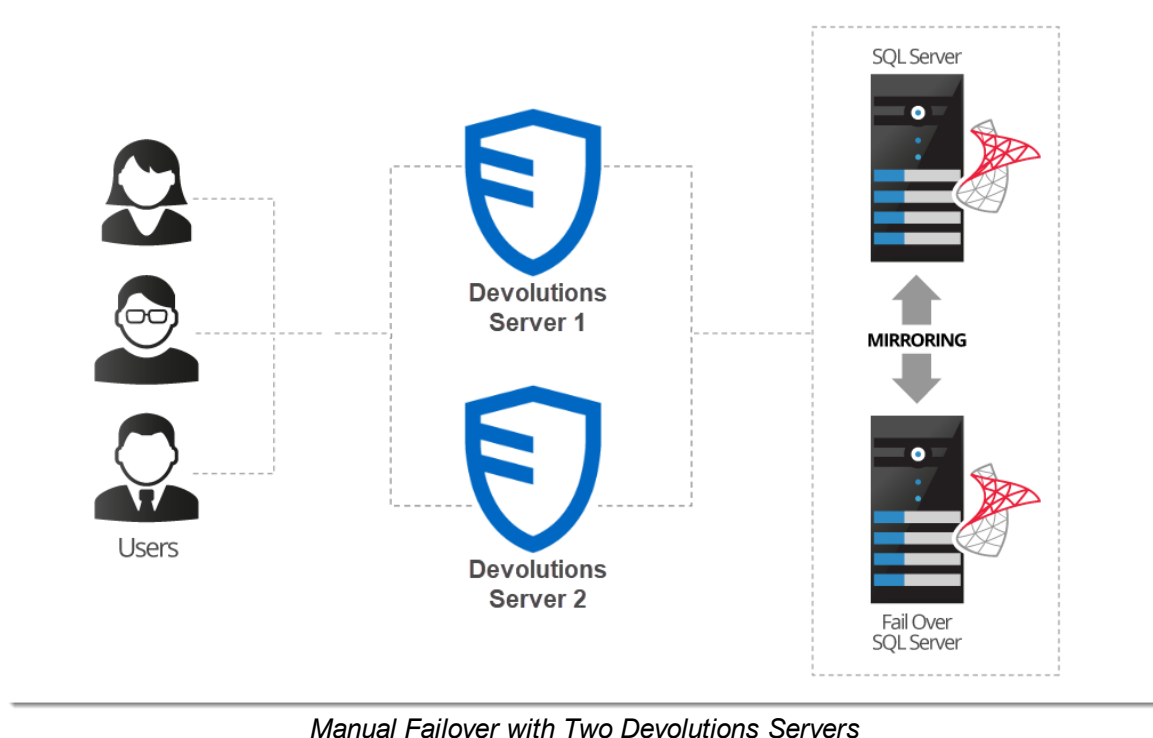 SQL Server
Devolutions
Server 1
MIRRORING
Users
Devolutions
Server 2
Fail Over
SQL Server
Manual Failover with Two Devolutions Servers